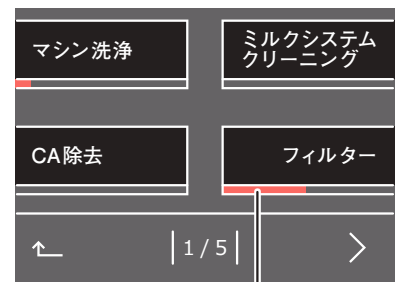 マシン洗浄
ミルクシステム
クリーニング
CA除去
フィルター
1/5